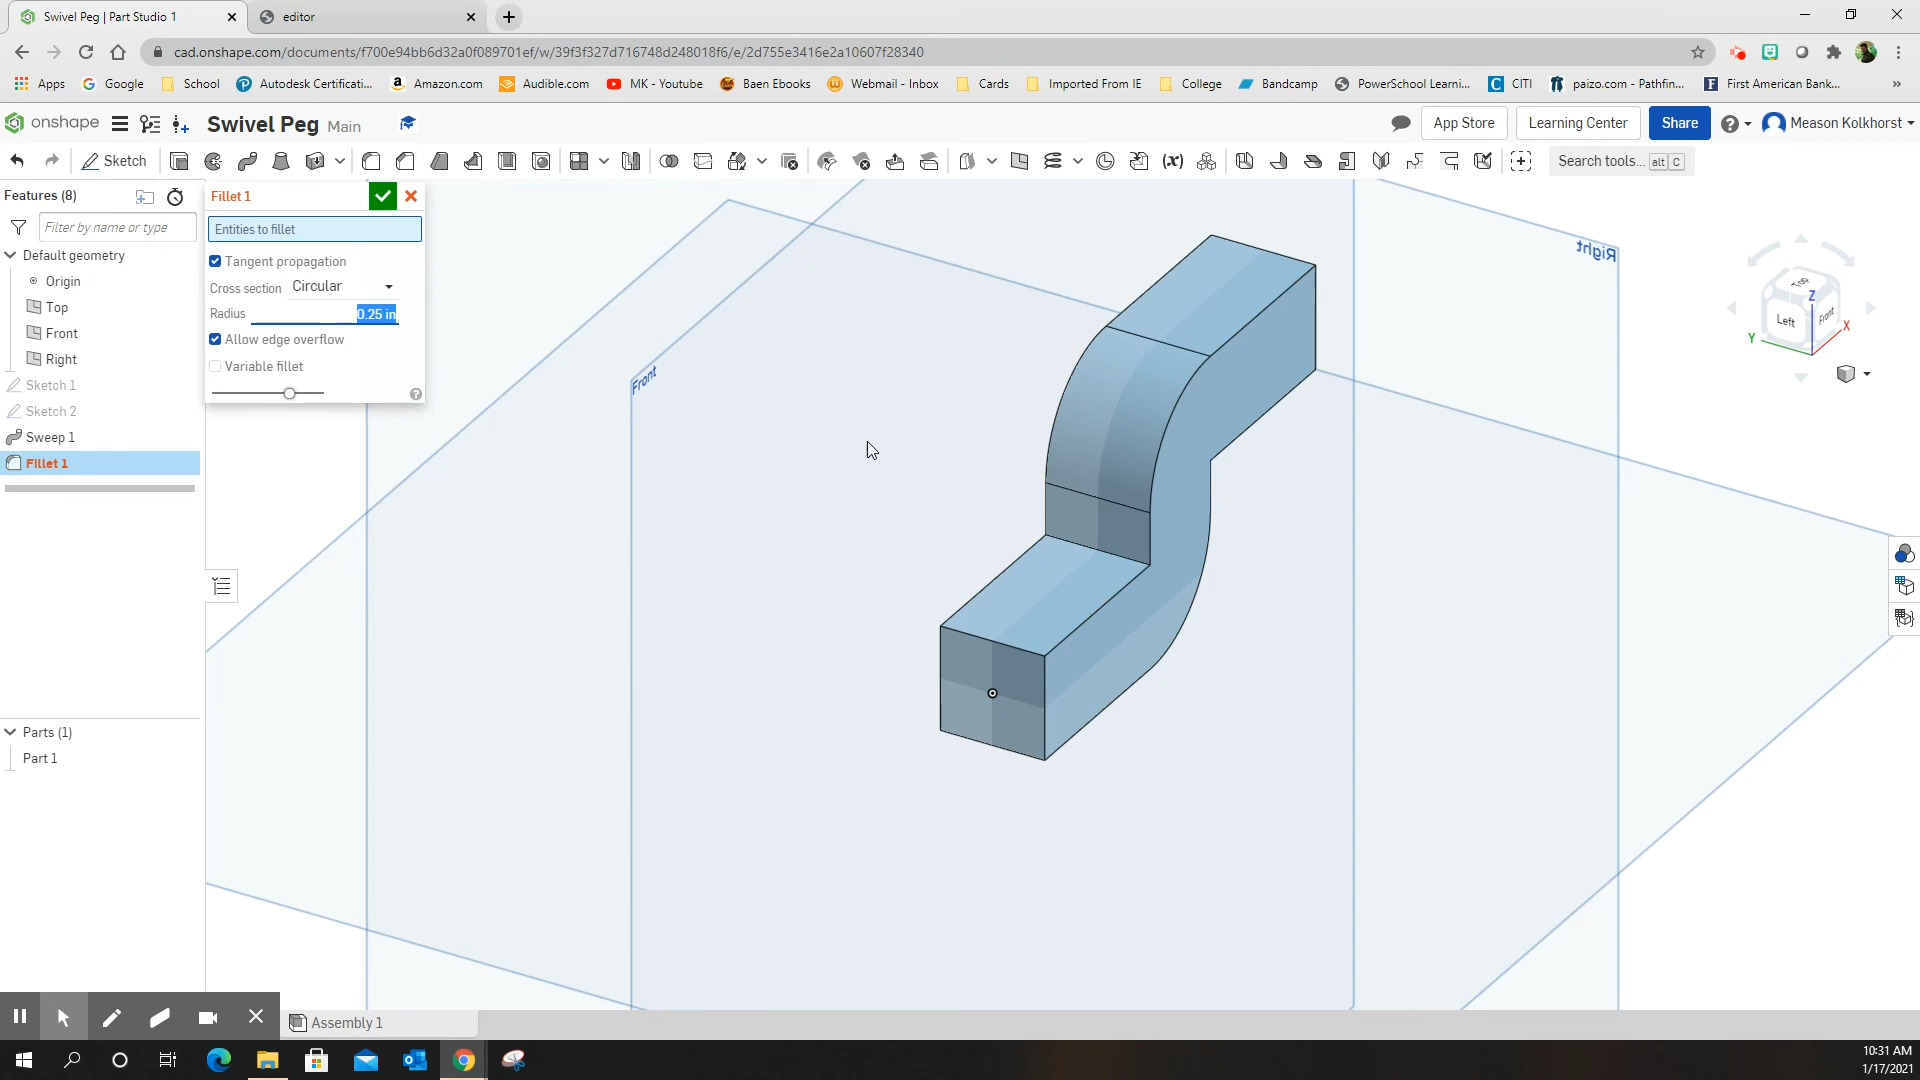 Swivel Peg | Part Studio 1
editor
cad.onshape.com/documents/f700e94bb6d32a0f089701ef/w/39f3f327d716748d248018f6/e/2d755e3416e2a10607f28340
Apps
Google
School
Autodesk Certificati...
Amazon.com
Audible.com
MK - Youtube
Baen Ebooks
Webmail - Inbox
Cards
Imported From IE
College
Bandcamp
PowerSchool Learni...
CITI
paizo.com - Pathfin...
First American Bank...
»
onshape
Swivel Peg Main
App Store
Learning Center
Share
Meason Kolkhorst
Sketch
Search tools... alt C
Features (8)
Filter by name or type
Default geometry
Origin
Top
Front
Right
Sketch 1
Sketch 2
Sweep 1
Fillet 1
Fillet 1
Entities to fillet
Tangent propagation
Cross section Circular
Radius 0.25 in
Allow edge overflow
Variable fillet
Front
Right
Top
Z
Left
Front
X
Y
Parts (1)
Part 1
Assembly 1
10:31 AM
1/17/2021